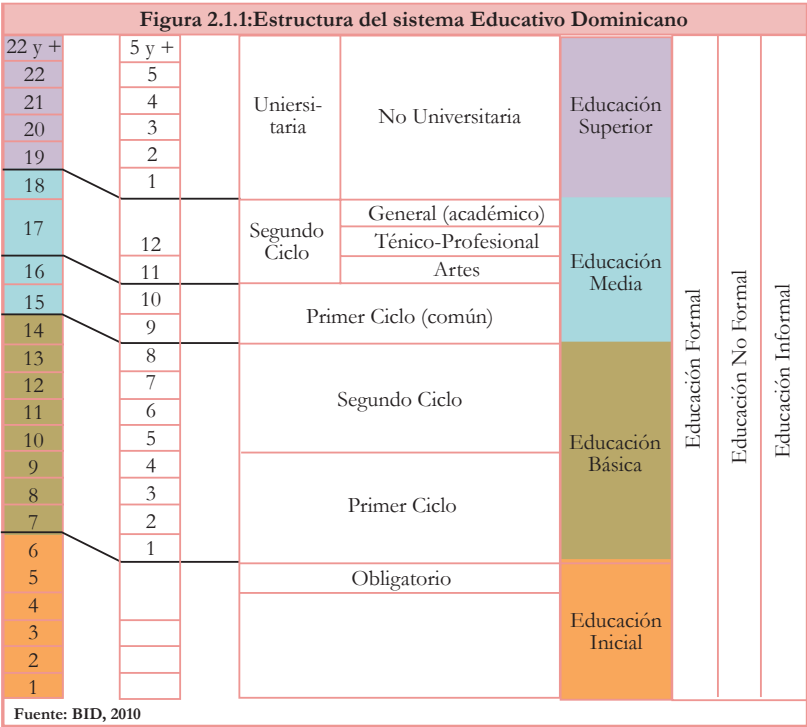 Figura 2.1.1:Estructura del sistema Educativo Dominicano
22 y +
22
21
20
19
18
17
16
15
14
13
12
11
10
9
8
7
6
5
4
3
2
1
5 y +
5
4
3
2
1
12
11
10
9
8
7
6
5
4
3
2
1
Uniersi-
taria
No Universitaria
Segundo
Ciclo
General (académico)
Ténico-Profesional
Artes
Primer Ciclo (común)
Segundo Ciclo
Primer Ciclo
Obligatorio
Educación
Superior
Educación
Media
Educación
Básica
Educación
Inicial
Educación Formal
Educación No Formal
Educación Informal
Fuente: BID, 2010